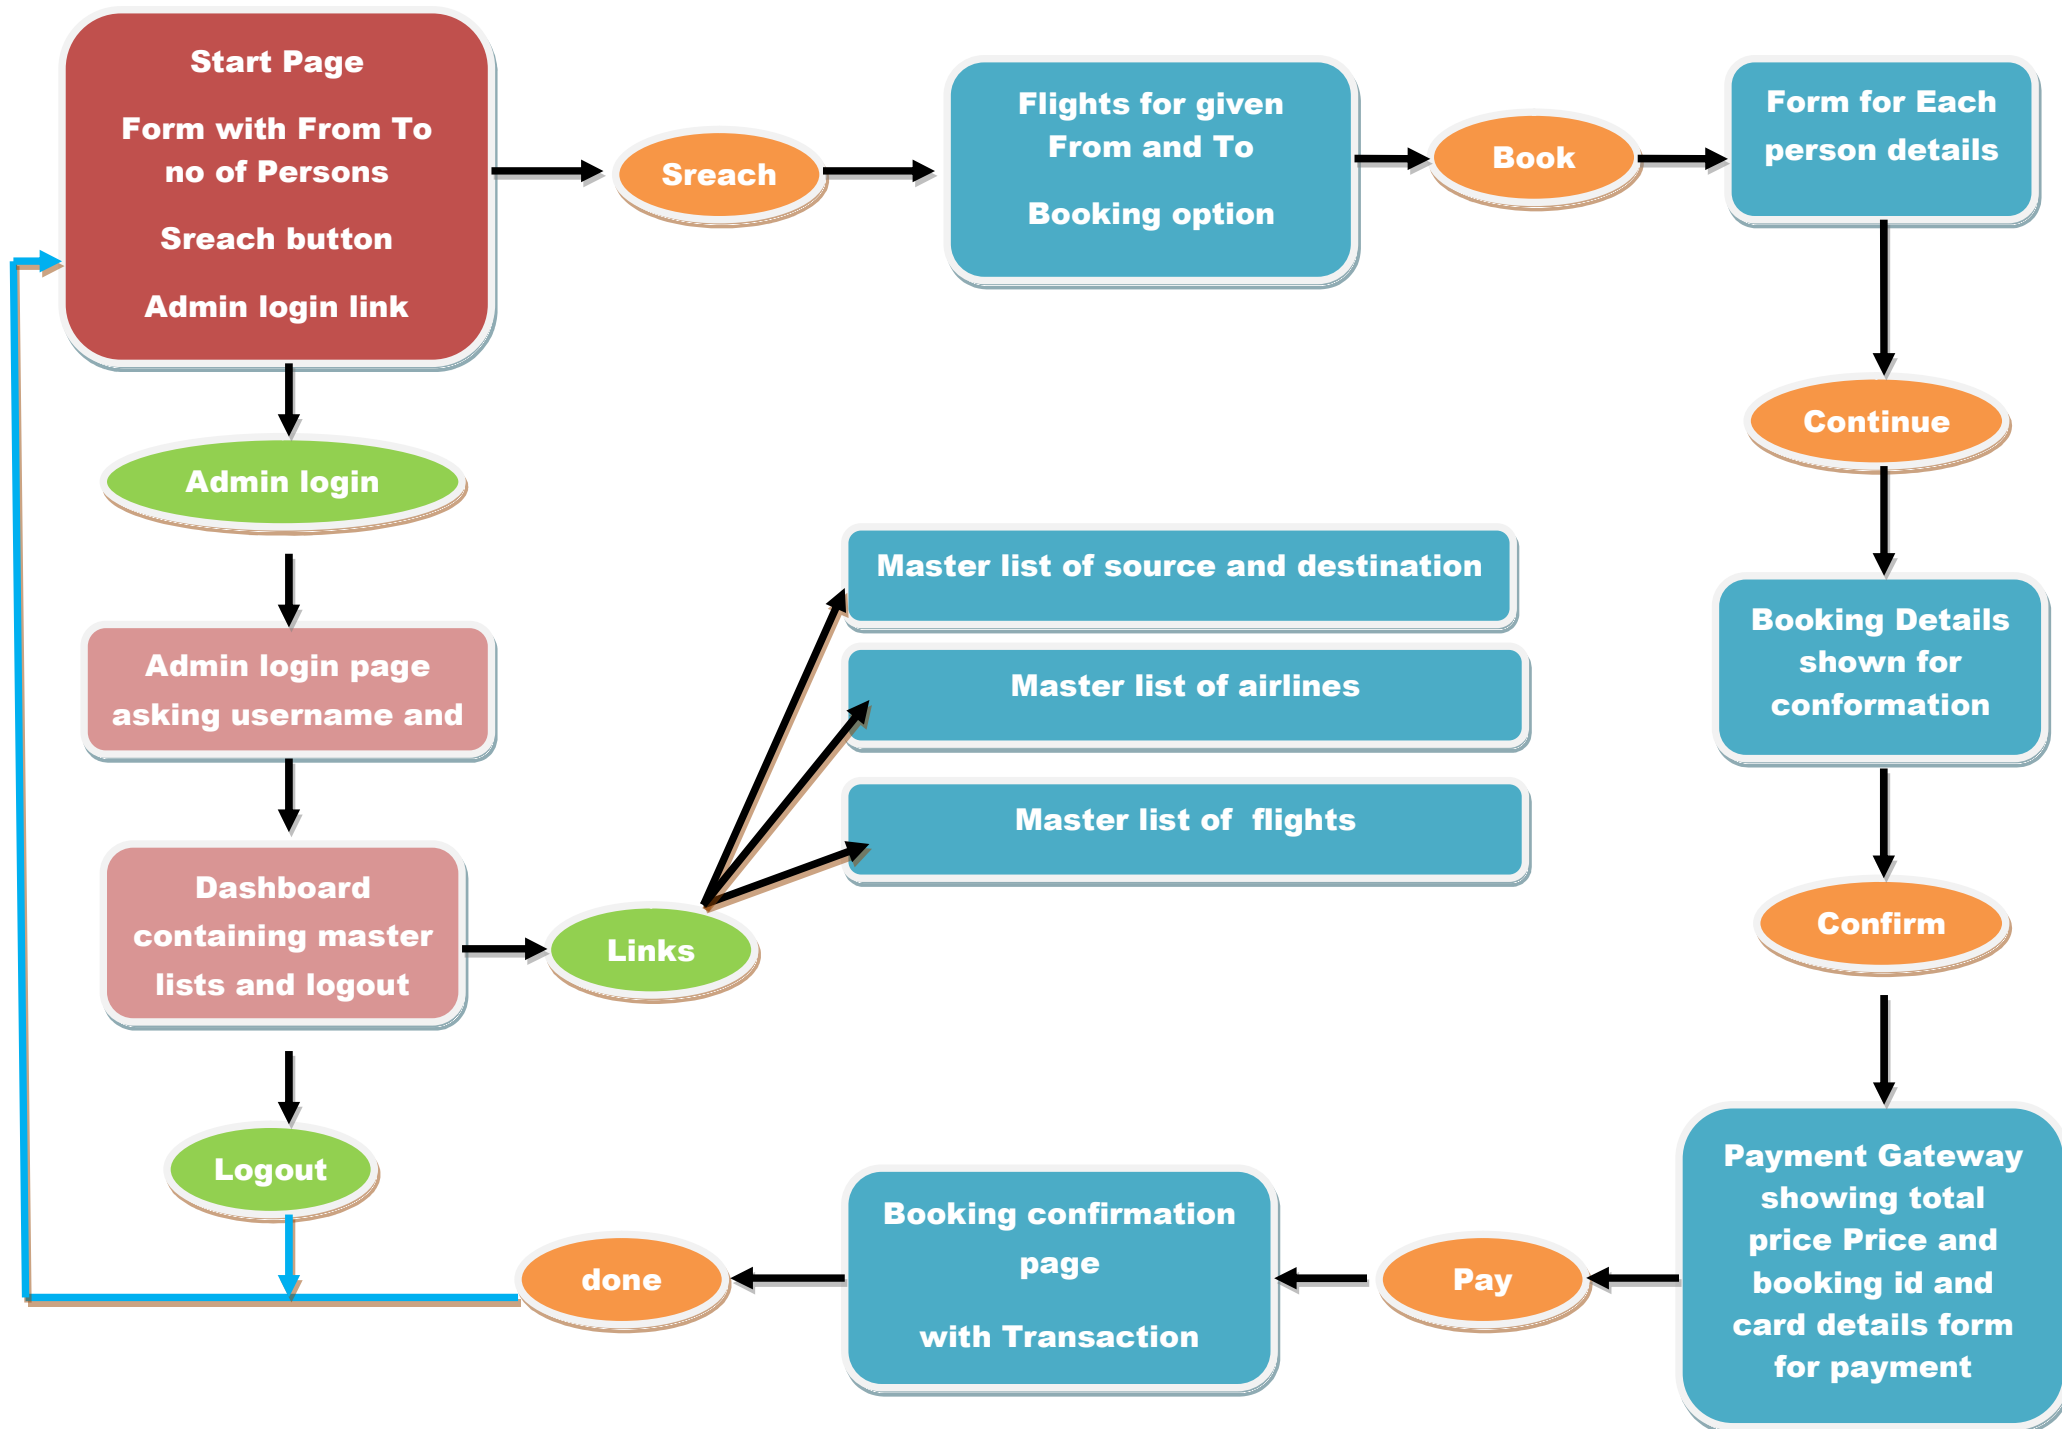 Start Page
Form with From To
no of Persons
Sreach button
Admin login link
Sreach
Flights for given
From and To
Booking option
Book
Form for Each
person details
Continue
Admin login
Master list of source and destination
Master list of airlines
Master list of  flights
Booking Details
shown for
conformation
Admin login page
asking username and
Dashboard
containing master
lists and logout
Links
Confirm
Logout
Payment Gateway
showing total
price Price and
booking id and
card details form
for payment
Pay
Booking confirmation
page
with Transaction
done